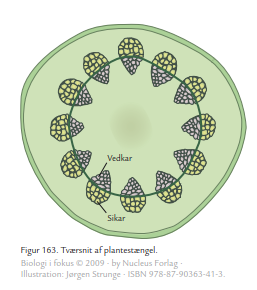 Vedkar
Sikar
Figur 163. Tværsnit af plantestængel.
Biologi i fokus © 2009 · by Nucleus Forlag ·
Illustration: Jørgen Strunge · ISBN 978-87-90363-41-3.